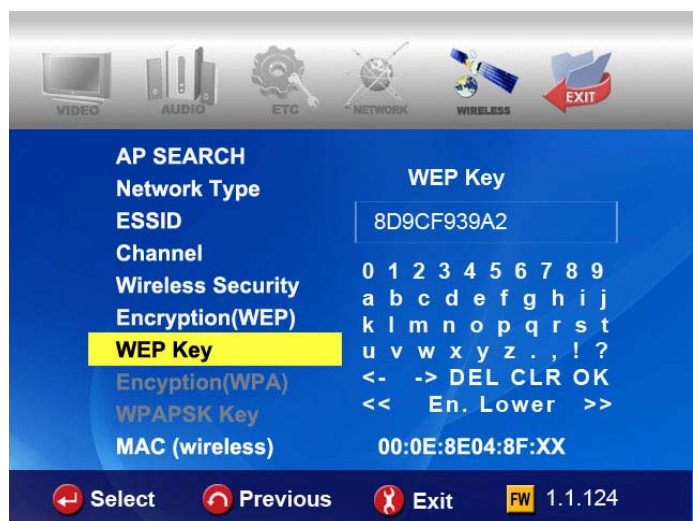 VIDEO AUDIO ETC NETWORK WIRELESS EXIT
AP SEARCH
Network Type
ESSID
Channel
Wireless Security
Encryption(WEP)
WEP Key
Encyption(WPA)
WPAPSK Key
MAC (wireless)
WEP Key
8D9CF939A2
0 1 2 3 4 5 6 7 8 9
a b c d e f g h i j
k l m n o p q r s t
u v w x y z . , ! ?
<- -> DEL CLR OK
<< En. Lower >>
00:0E:8E04:8F:XX
Select Previous Exit FW 1.1.124